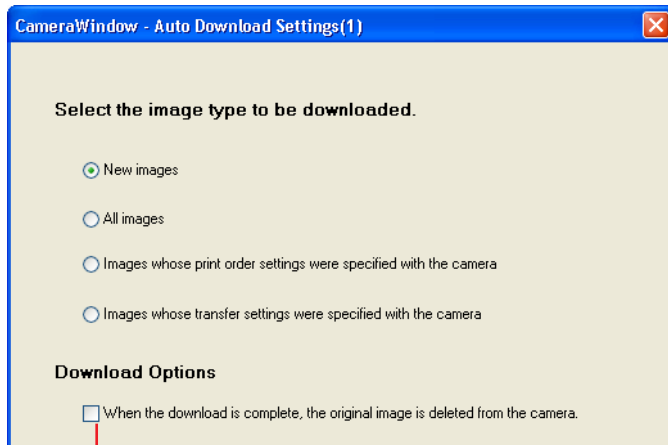 CameraWindow - Auto Download Settings(1)
Select the image type to be downloaded.
New images
All images
Images whose print order settings were specified with the camera
Images whose transfer settings were specified with the camera
Download Options
When the download is complete, the original image is deleted from the camera.